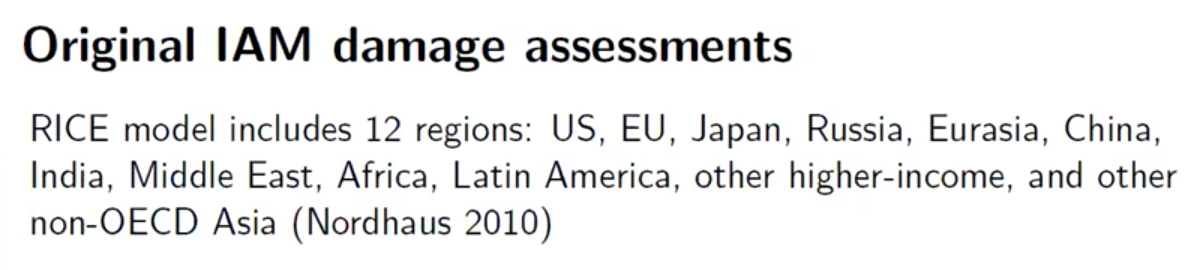 Original IAM damage assessments
RICE model includes 12 regions: US, EU, Japan, Russia, Eurasia, China,
India, Middle East, Africa, Latin America, other higher-income, and other
non-OECD Asia (Nordhaus 2010)